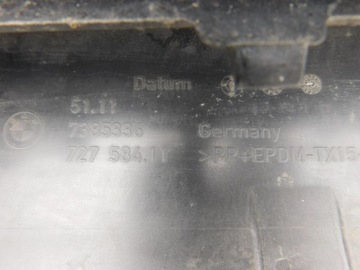 Datum
51.11
7385336 Germany
727 584.11 >PP+EPDM-TX15